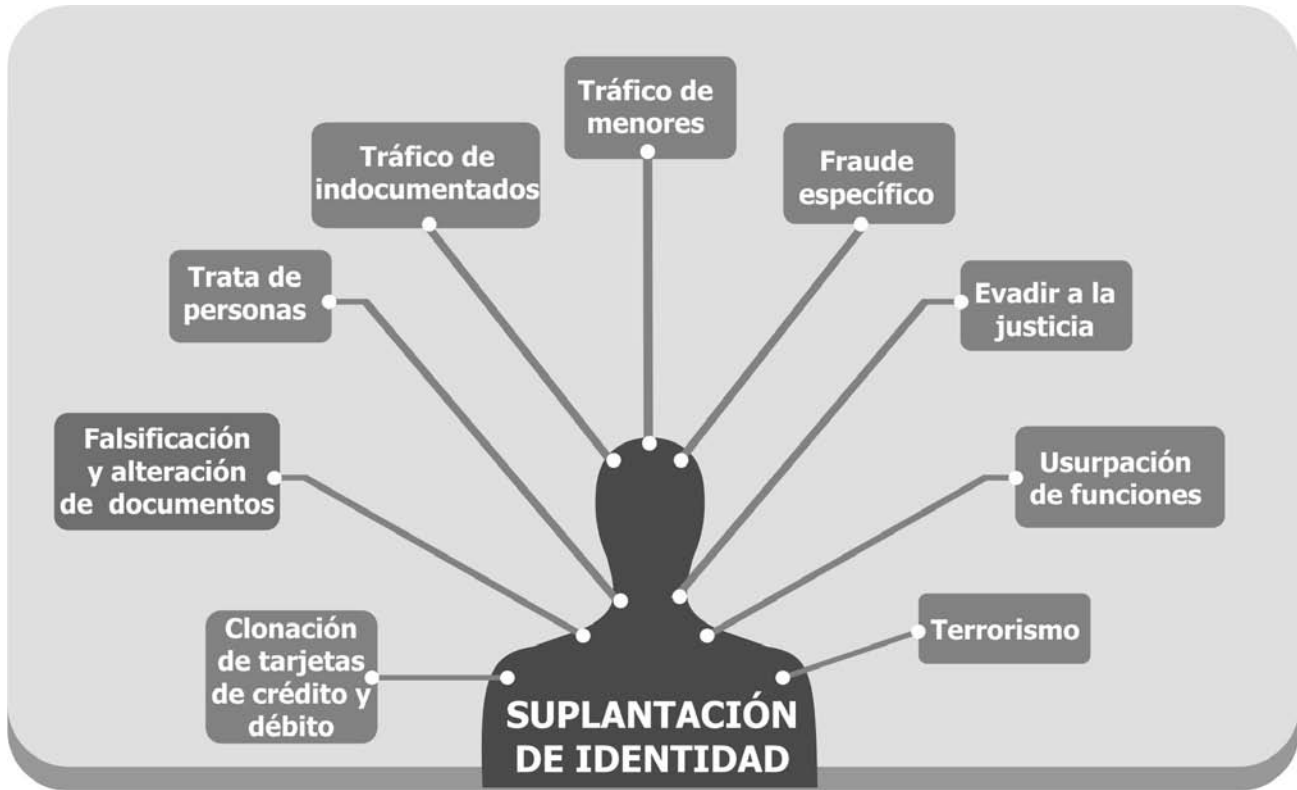 Tráfico de
menores
Tráfico de
indocumentados
Fraude
específico
Trata de
personas
Evadir a la
justicia
Falsificación
y alteración
de documentos
Usurpación
de funciones
Clonación
de tarjetas
de crédito y
débito
Terrorismo
SUPLANTACIÓN
DE IDENTIDAD